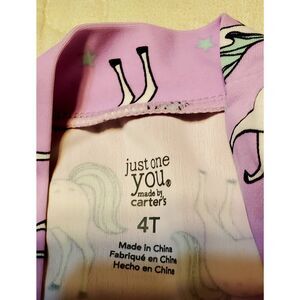 just one
you®
made by
carter's
4T
Made in China
Fabriqué en Chine
Hecho en China